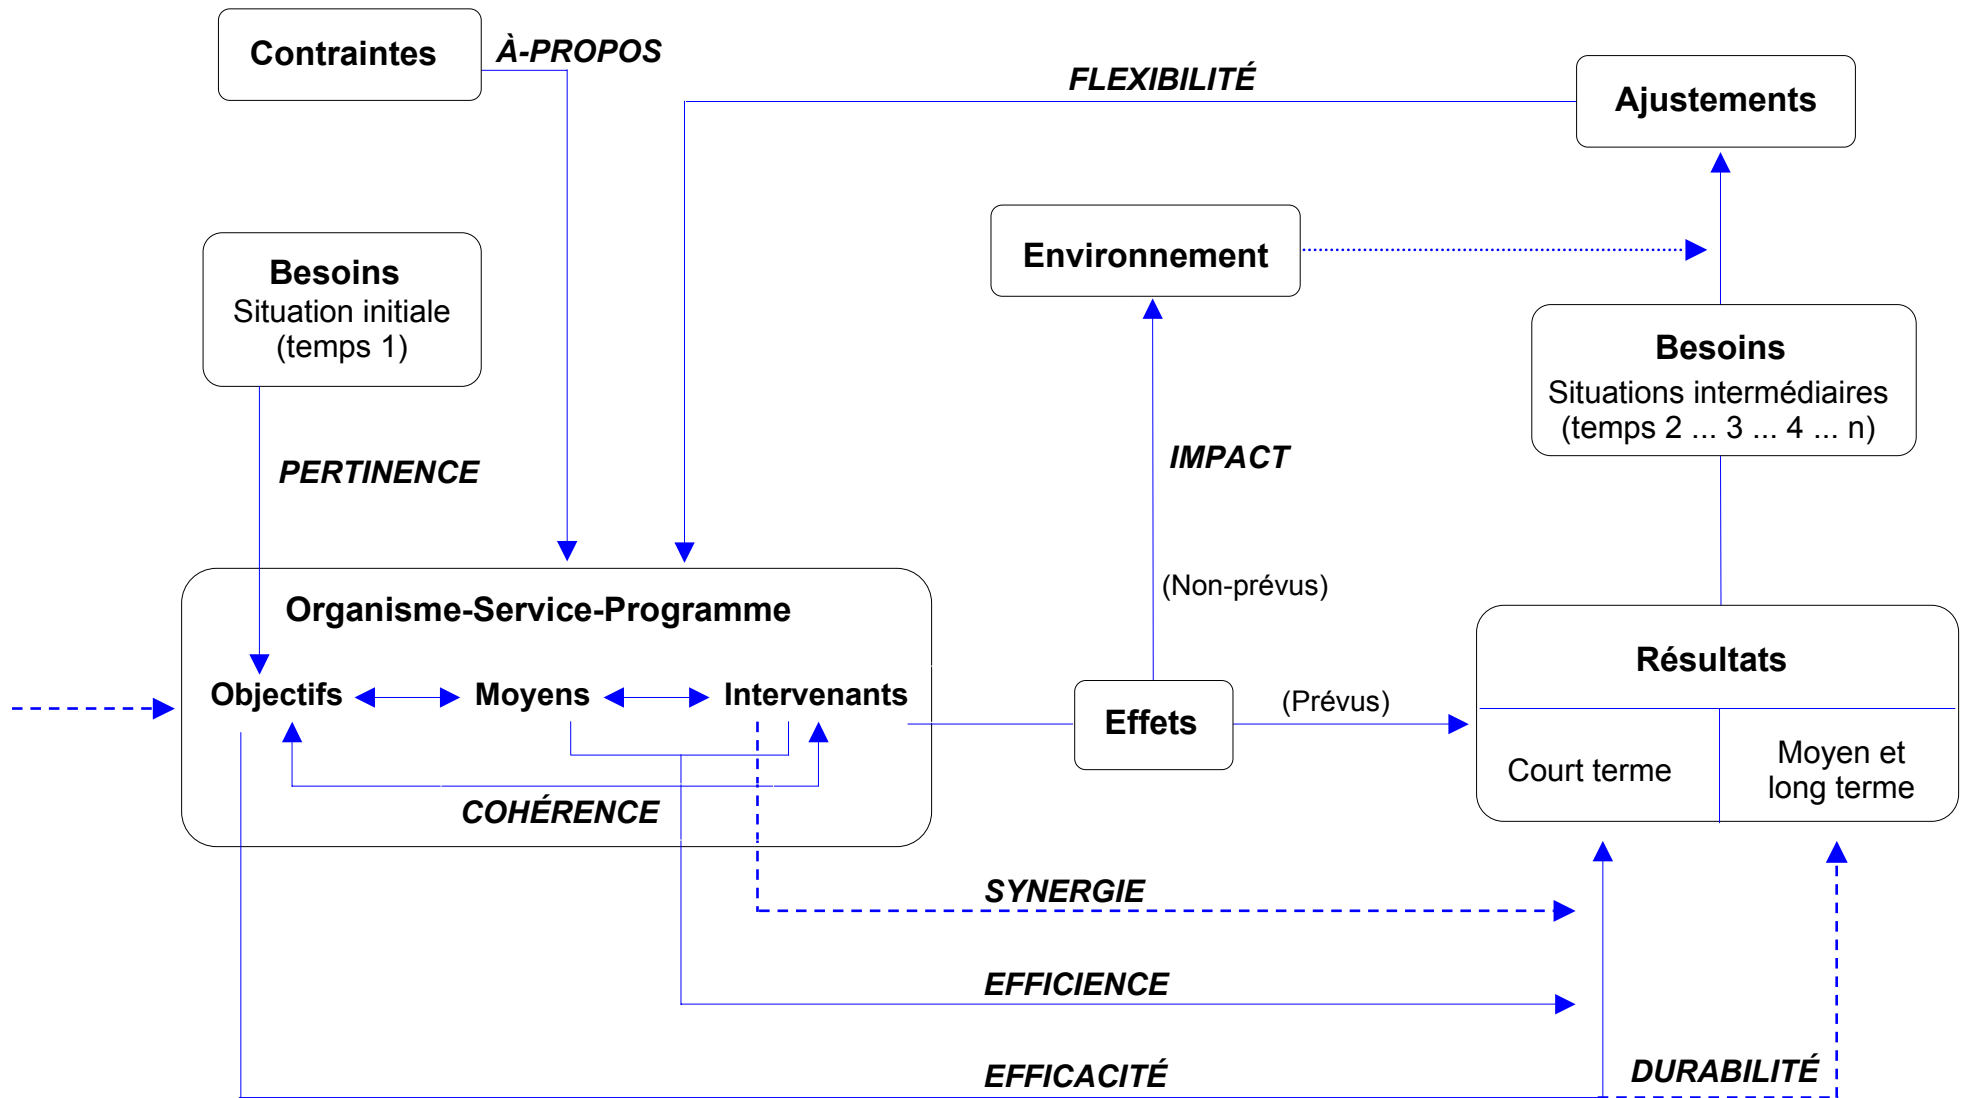 Contraintes
À-PROPOS
FLEXIBILITÉ
Ajustements
Environnement
Besoins
Situation initiale
(temps 1)
Besoins
Situations intermédiaires
(temps 2 ... 3 ... 4 ... n)
PERTINENCE
IMPACT
(Non-prévus)
Organisme-Service-Programme
Objectifs
Moyens
Intervenants
COHÉRENCE
Effets
(Prévus)
Résultats
Court terme
Moyen et
long terme
SYNERGIE
EFFICIENCE
EFFICACITÉ
DURABILITÉ